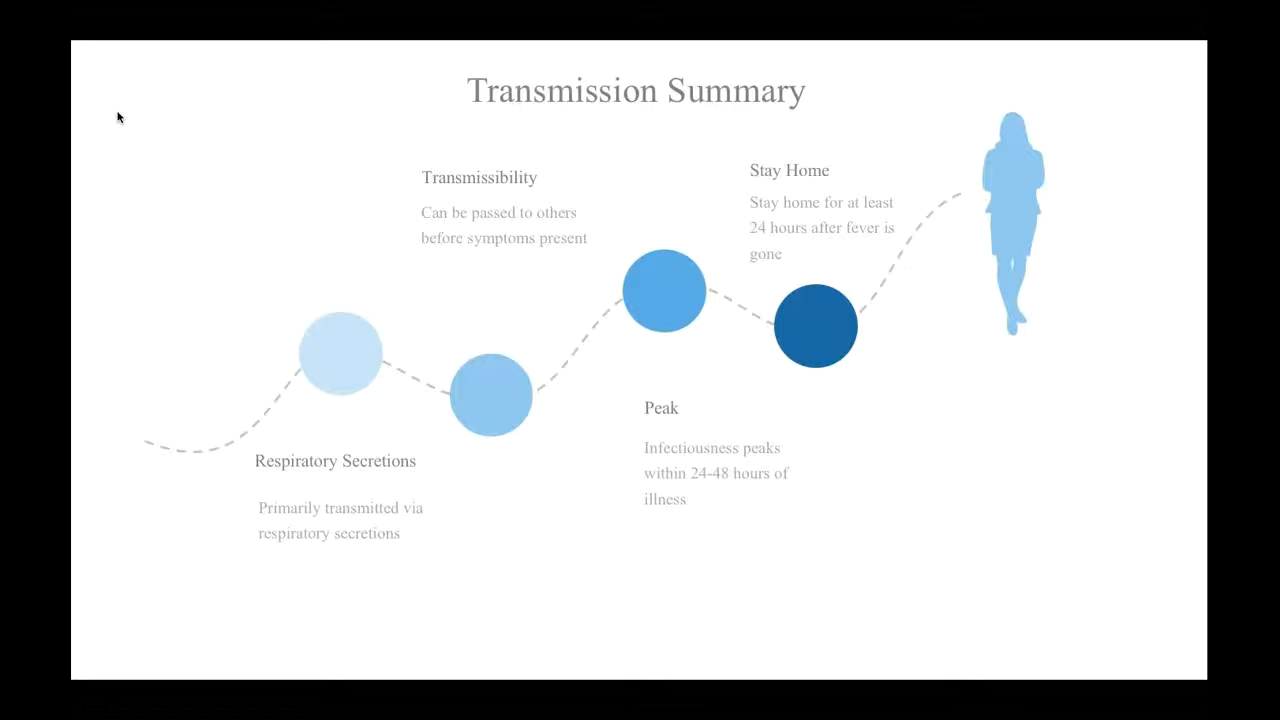 Transmission Summary
Transmissibility
Can be passed to others
before symptoms present
Stay Home
Stay home for at least
24 hours after fever is
gone
Respiratory Secretions
Primarily transmitted via
respiratory secretions
Peak
Infectiousness peaks
within 24-48 hours of
illness